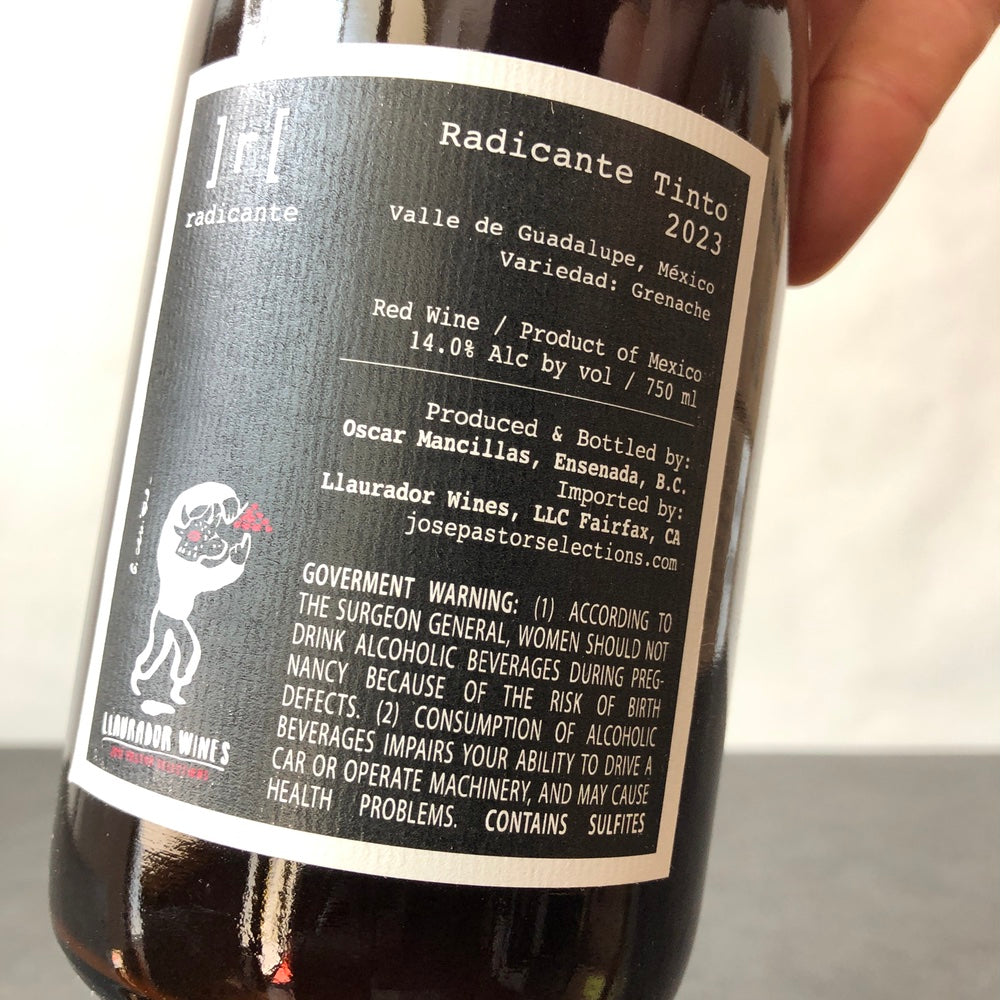 ]r[
radicante
Radicante Tinto
2023
Valle de Guadalupe, México
Variedad: Grenache
Red Wine / Product of Mexico
14.0% Alc by vol / 750 ml
Produced & Bottled by:
Oscar Mancillas, Ensenada, B.C.
Imported by:
Llaurador Wines, LLC Fairfax, CA
josepastorselections.com
GOVERMENT WARNING: (1) ACCORDING TO
THE SURGEON GENERAL, WOMEN SHOULD NOT
DRINK ALCOHOLIC BEVERAGES DURING PREG-
NANCY BECAUSE OF THE RISK OF BIRTH
DEFECTS. (2) CONSUMPTION OF ALCOHOLIC
BEVERAGES IMPAIRS YOUR ABILITY TO DRIVE A
CAR OR OPERATE MACHINERY, AND MAY CAUSE
HEALTH PROBLEMS. CONTAINS SULFITES
LLAURADOR WINES